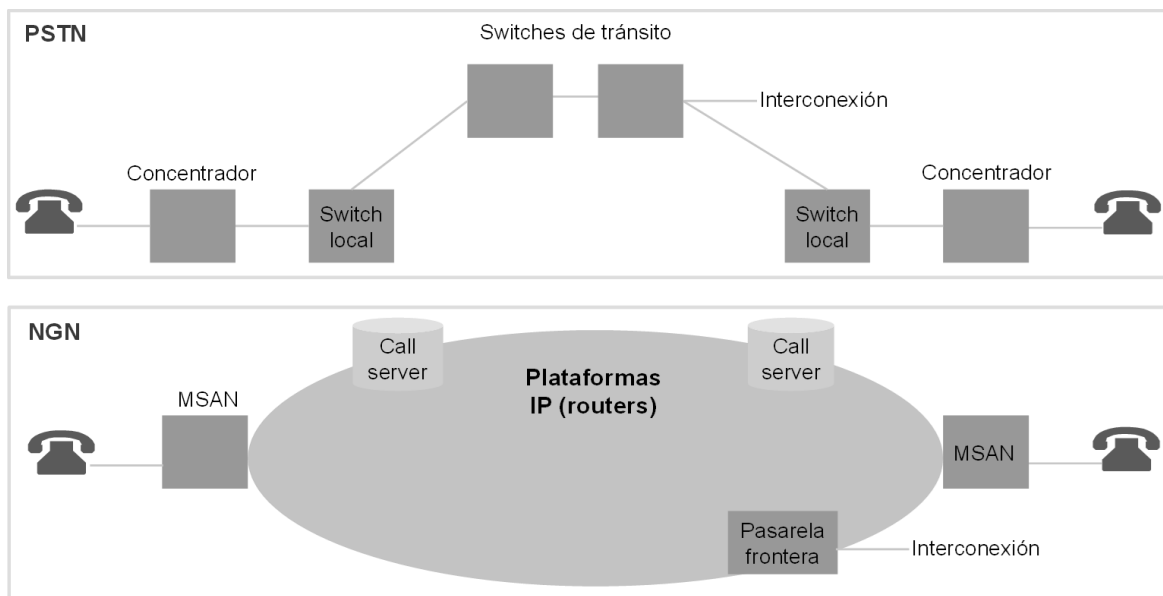 PSTN
Switches de tránsito
Interconexión
Concentrador
Concentrador
Switch
local
Switch
local
NGN
Call
server
Call
server
Plataformas
IP (routers)
MSAN
MSAN
Pasarela
frontera
Interconexión